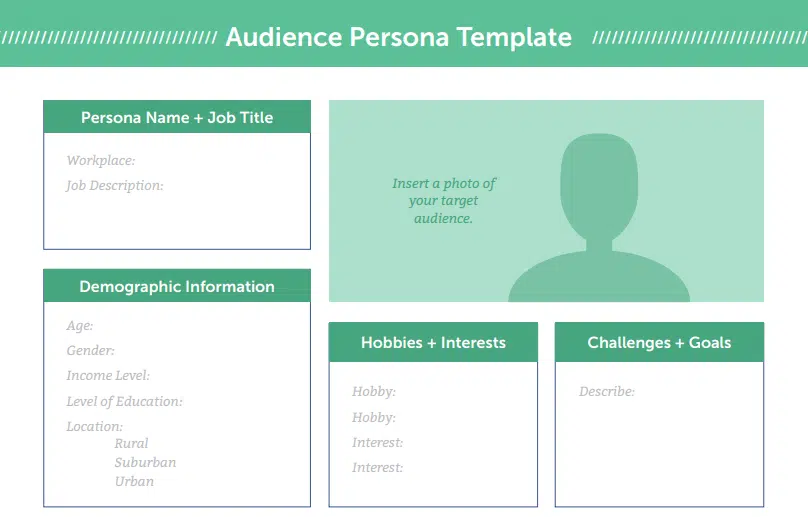 Audience Persona Template
Persona Name + Job Title
Workplace:
Job Description:
Insert a photo of
your target
audience.
Demographic Information
Age:
Gender:
Income Level:
Level of Education:
Location:
Rural
Suburban
Urban
Hobbies + Interests
Hobby:
Hobby:
Interest:
Interest:
Challenges + Goals
Describe: